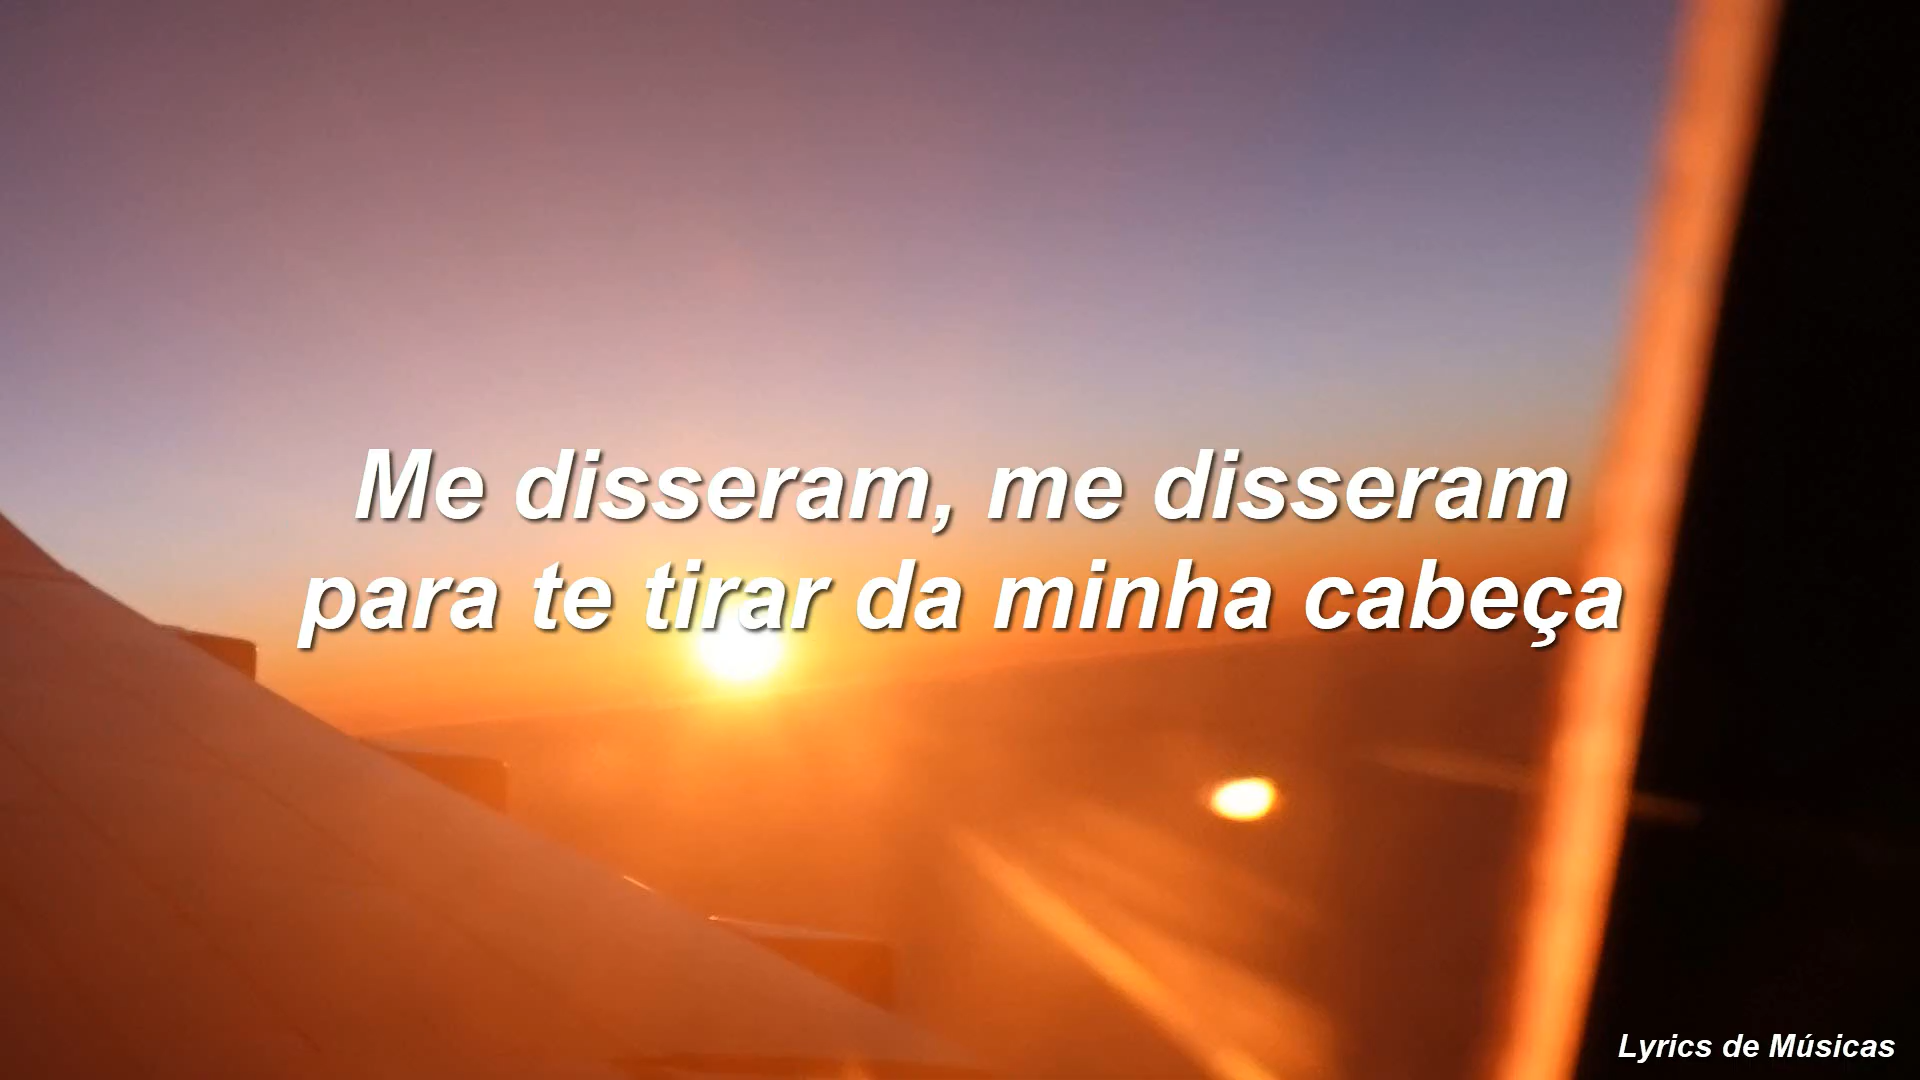 Me disseram, me disseram
para te tirar da minha cabeça
Lyrics de Músicas